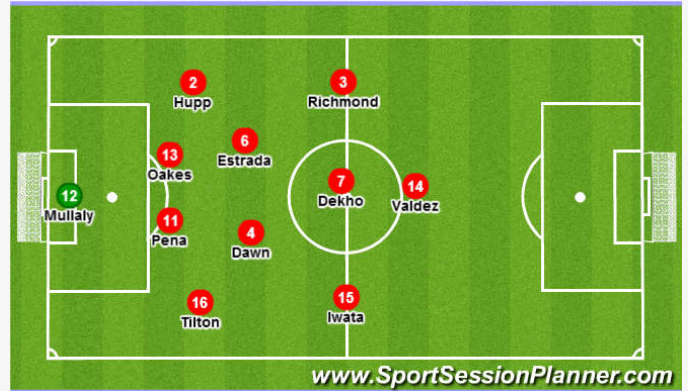 2
Hupp
3
Richmond
6
Estrada
13
Oakes
7
Dekho
14
Valdez
12
Mullaly
11
Pena
4
Dawn
16
Tilton
15
Iwata
www.SportSessionPlanner.com